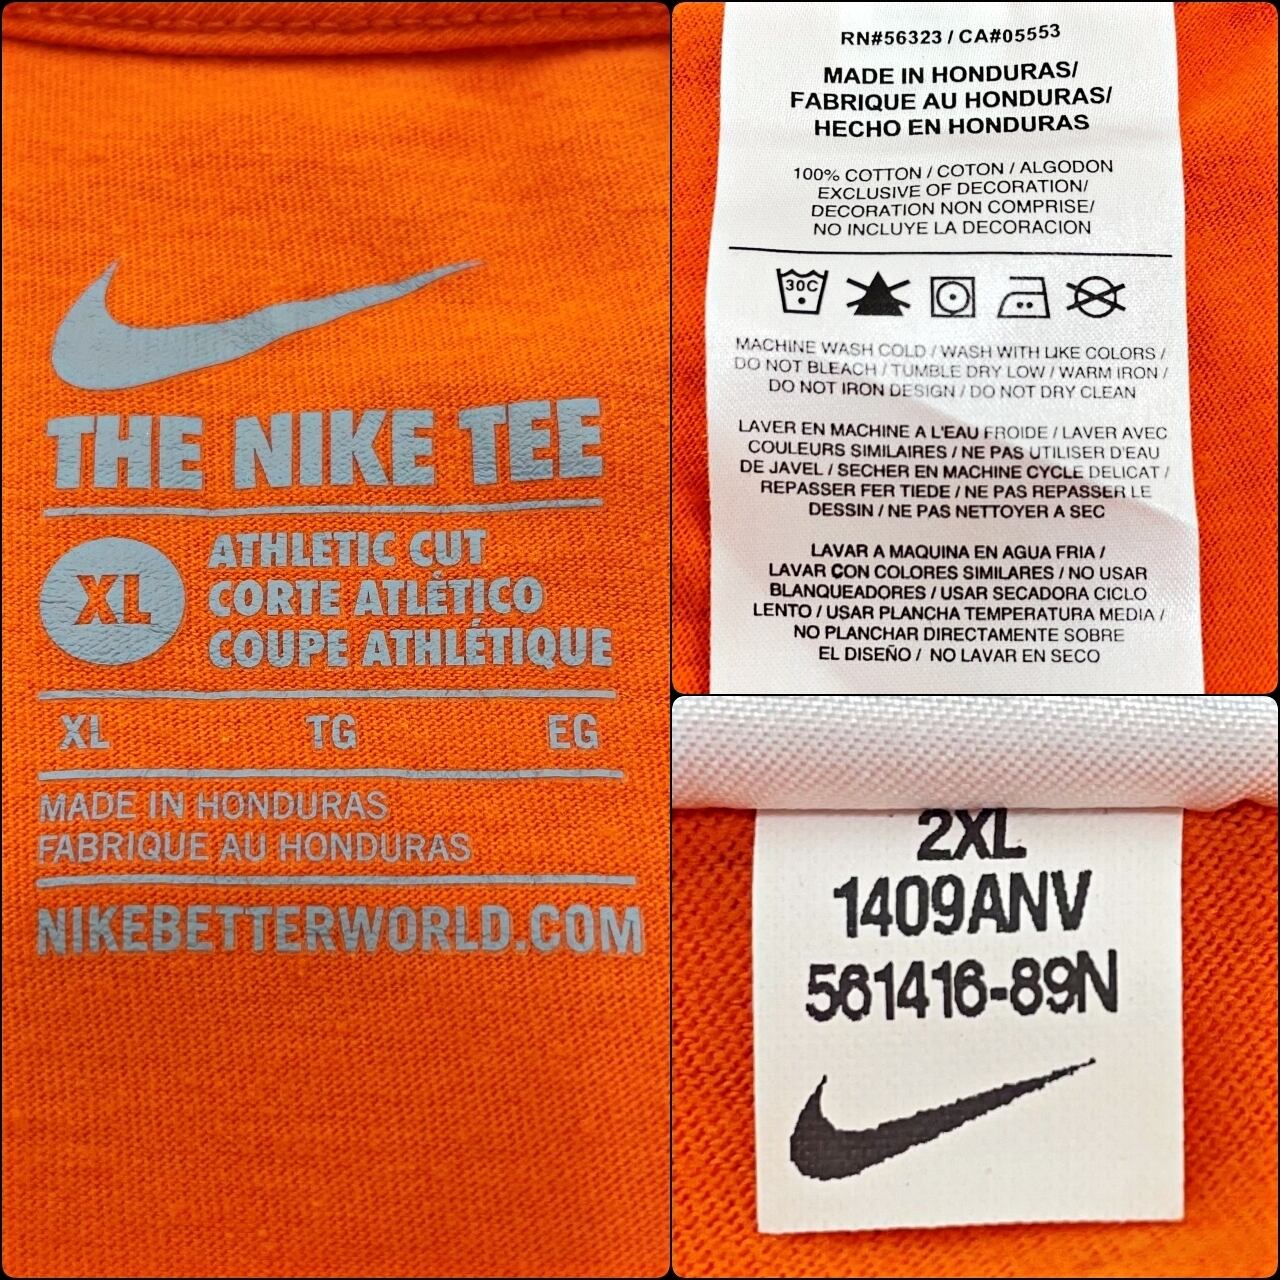 THE NIKE TEE
XL
ATHLETIC CUT
CORTE ATLÉTICO
COUPE ATHLÉTIQUE
XL TG EG
MADE IN HONDURAS
FABRIQUE AU HONDURAS
NIKEBETTERWORLD.COM
RN#56323 / CA#05553
MADE IN HONDURAS/
FABRIQUE AU HONDURAS/
HECHO EN HONDURAS
100% COTTON / COTON / ALGODON
EXCLUSIVE OF DECORATION/
DECORATION NON COMPRISE/
NO INCLUYE LA DECORACION
30C
MACHINE WASH COLD / WASH WITH LIKE COLORS /
DO NOT BLEACH / TUMBLE DRY LOW / WARM IRON /
DO NOT IRON DESIGN / DO NOT DRY CLEAN
LAVER EN MACHINE A L'EAU FROIDE / LAVER AVEC
COULEURS SIMILAIRES / NE PAS UTILISER D'EAU
DE JAVEL / SECHER EN MACHINE CYCLE DELICAT /
REPASSER FER TIEDE / NE PAS REPASSER LE
DESSIN / NE PAS NETTOYER A SEC
LAVAR A MAQUINA EN AGUA FRIA /
LAVAR CON COLORES SIMILARES / NO USAR
BLANQUEADORES / USAR SECADORA CICLO
LENTO / USAR PLANCHA TEMPERATURA MEDIA /
NO PLANCHAR DIRECTAMENTE SOBRE
EL DISEÑO / NO LAVAR EN SECO
2XL
1409ANV
561416-89N